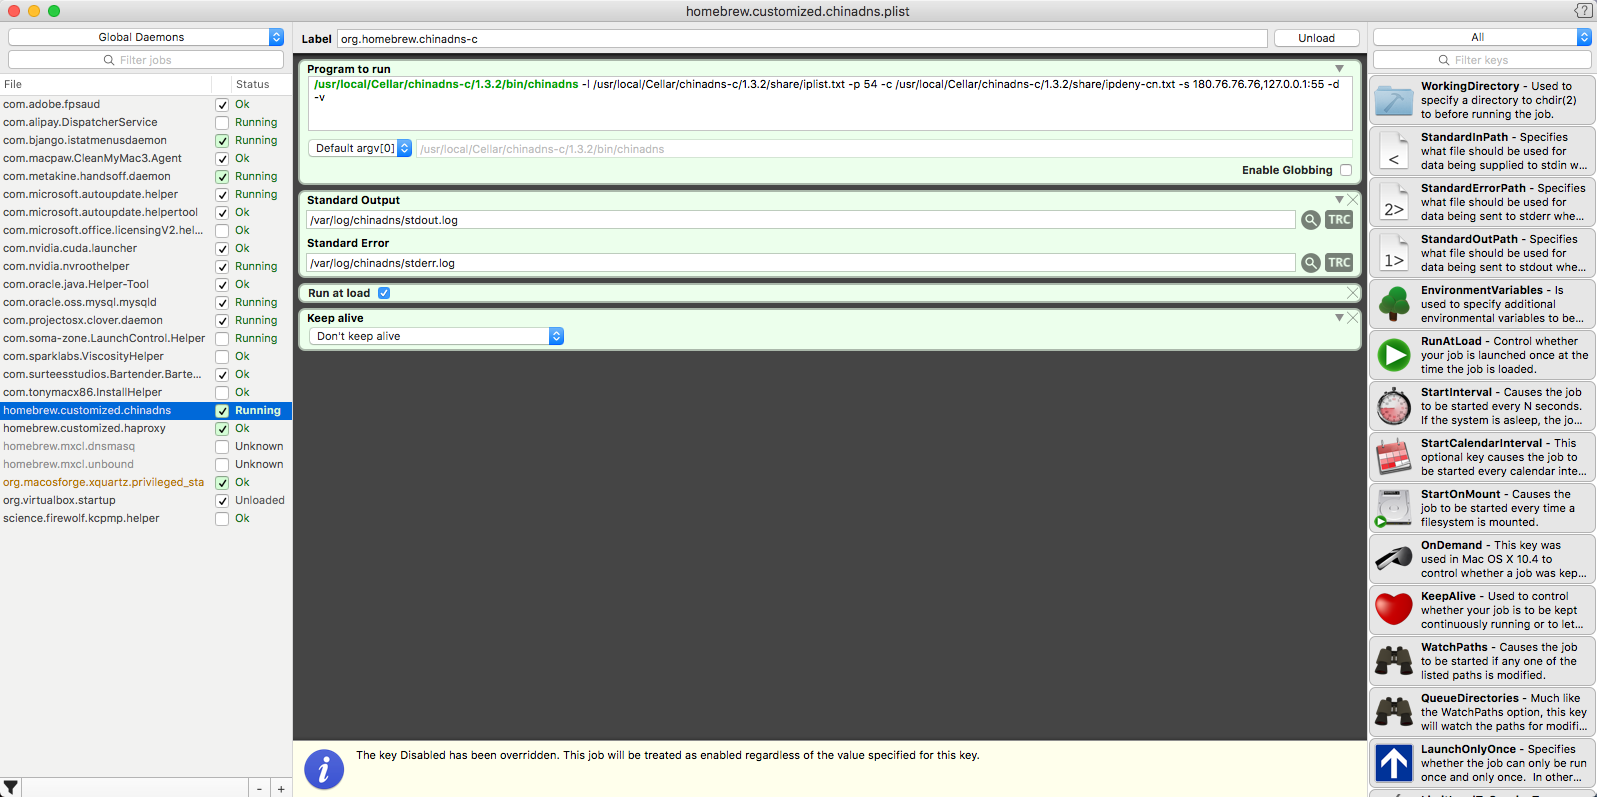 homebrew.customized.chinadns.plist
Global Daemons
Filter jobs
File Status
com.adobe.fpsaud Ok
com.alipay.DispatcherService Running
com.bjango.istatmenusdaemon Running
com.macpaw.CleanMyMac3.Agent Ok
com.metakine.handsoff.daemon Running
com.microsoft.autoupdate.helper Running
com.microsoft.autoupdate.helpertool Ok
com.microsoft.office.licensingV2.hel... Ok
com.nvidia.cuda.launcher Ok
com.nvidia.nvroothelper Running
com.oracle.java.Helper-Tool Ok
com.oracle.oss.mysql.mysqld Running
com.projectosx.clover.daemon Running
com.soma-zone.LaunchControl.Helper Running
com.sparklabs.ViscosityHelper Ok
com.surteesstudios.Bartender.Barte... Ok
com.tonymacx86.InstallHelper Ok
homebrew.customized.chinadns Running
homebrew.customized.haproxy Ok
homebrew.mxcl.dnsmasq Unknown
homebrew.mxcl.unbound Unknown
org.macosforge.xquartz.privileged_sta Ok
org.virtualbox.startup Unloaded
science.firewolf.kcpmp.helper Ok
- +
Label org.homebrew.chinadns-c Unload
Program to run
/usr/local/Cellar/chinadns-c/1.3.2/bin/chinadns -l /usr/local/Cellar/chinadns-c/1.3.2/share/iplist.txt -p 54 -c /usr/local/Cellar/chinadns-c/1.3.2/share/ipdeny-cn.txt -s 180.76.76.76,127.0.0.1:55 -d
-v
Default argv[0] /usr/local/Cellar/chinadns-c/1.3.2/bin/chinadns
Enable Globbing
Standard Output
/var/log/chinadns/stdout.log TRC
Standard Error
/var/log/chinadns/stderr.log TRC
Run at load
Keep alive
Don't keep alive
i The key Disabled has been overridden. This job will be treated as enabled regardless of the value specified for this key.
?
All
Filter keys
WorkingDirectory - Used to
specify a directory to chdir(2)
to before running the job.
<
StandardInPath - Specifies
what file should be used for
data being supplied to stdin w...
2>
StandardErrorPath - Specifies
what file should be used for
data being sent to stderr whe...
1>
StandardOutPath - Specifies
what file should be used for
data being sent to stdout whe...
EnvironmentVariables - Is
used to specify additional
environmental variables to be...
RunAtLoad - Control whether
your job is launched once at the
time the job is loaded.
StartInterval - Causes the job
to be started every N seconds.
If the system is asleep, the jo...
StartCalendarInterval - This
optional key causes the job to
be started every calendar inte...
StartOnMount - Causes the
job to be started every time a
filesystem is mounted.
OnDemand - This key was
used in Mac OS X 10.4 to
control whether a job was kep...
KeepAlive - Used to control
whether your job is to be kept
continuously running or to let...
WatchPaths - Causes the job
to be started if any one of the
listed paths is modified.
QueueDirectories - Much like
the WatchPaths option, this key
will watch the paths for modifi...
LaunchOnlyOnce - Specifies
whether the job can only be run
once and only once. In other...